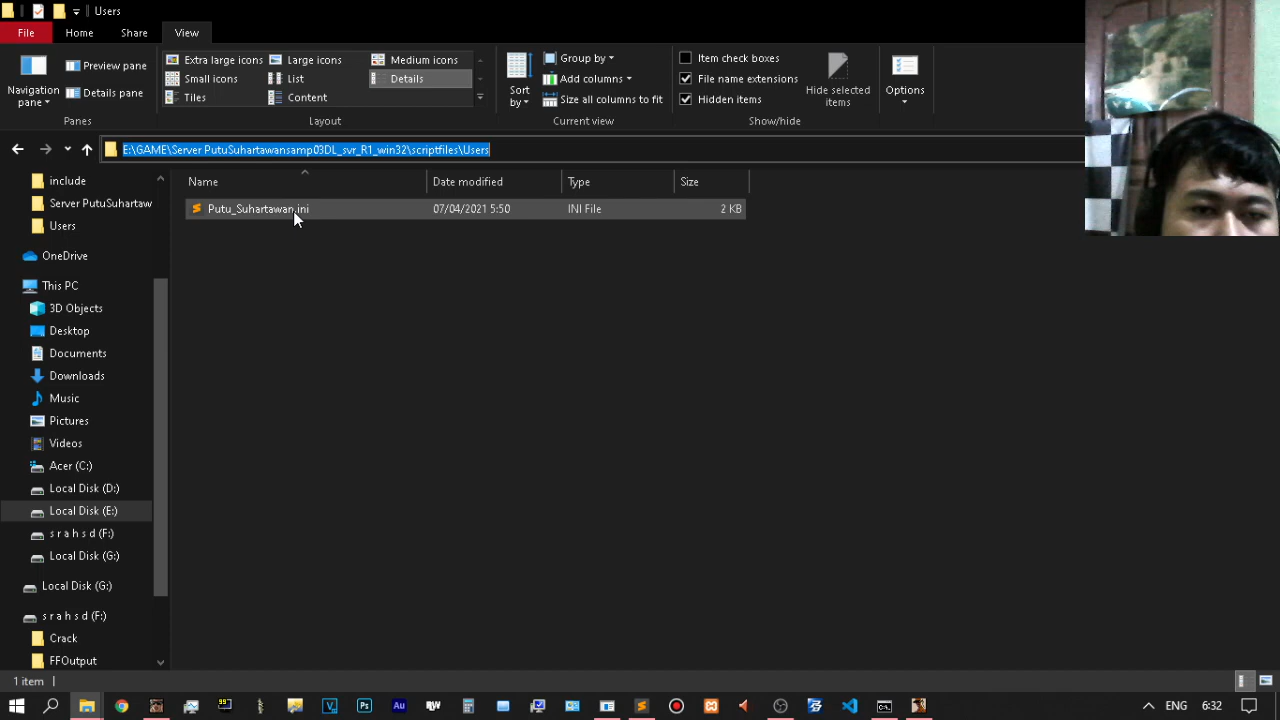 Users
File Home Share View
Navigation pane
Preview pane
Details pane
Panes
Extra large icons Large icons Medium icons
Small icons List Details
Tiles Content
Layout
Sort by
Group by
Add columns
Size all columns to fit
Current view
Item check boxes
File name extensions
Hidden items
Hide selected items
Show/hide
Options
E:\GAME\Server PutuSuhartawansamp03DL_svr_R1_win32\scriptfiles\Users
Name Date modified Type Size
Putu_Suhartawan.ini 07/04/2021 5:50 INI File 2 KB
include
Server PutuSuhartaw
Users
OneDrive
This PC
3D Objects
Desktop
Documents
Downloads
Music
Pictures
Videos
Acer (C:)
Local Disk (D:)
Local Disk (E:)
s r a h s d (F:)
Local Disk (G:)
Local Disk (G:)
s r a h s d (F:)
Crack
FFOutput
1 item
ENG 6:32